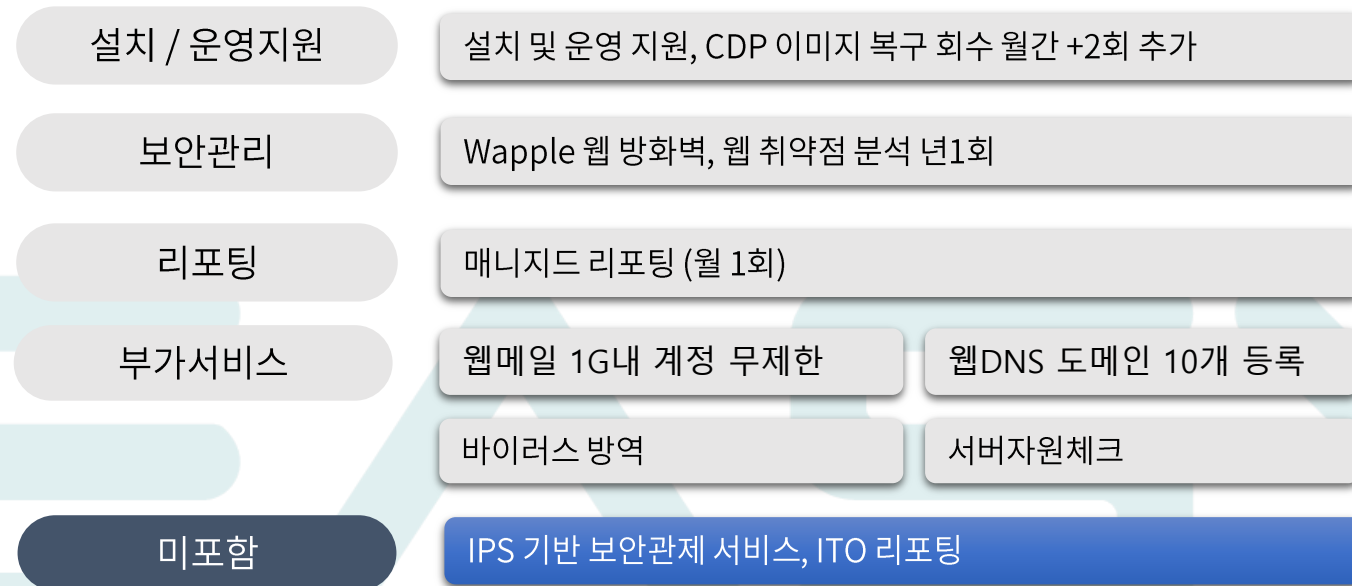 설치 / 운영지원
설치 및 운영 지원, CDP 이미지 복구 회수 월간 +2회 추가
보안관리
Wapple 웹 방화벽, 웹 취약점 분석 년1회
리포팅
매니지드 리포팅 (월 1회)
부가서비스
웹메일 1G내 계정 무제한
웹DNS 도메인 10개 등록
바이러스 방역
서버자원체크
미포함
IPS 기반 보안관제 서비스, ITO 리포팅